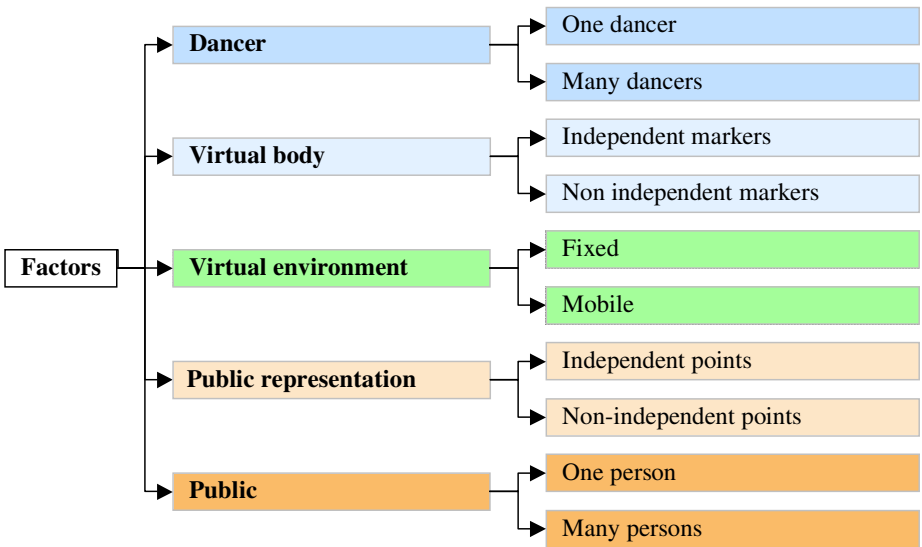 Factors
Dancer
One dancer
Many dancers
Virtual body
Independent markers
Non independent markers
Virtual environment
Fixed
Mobile
Public representation
Independent points
Non-independent points
Public
One person
Many persons